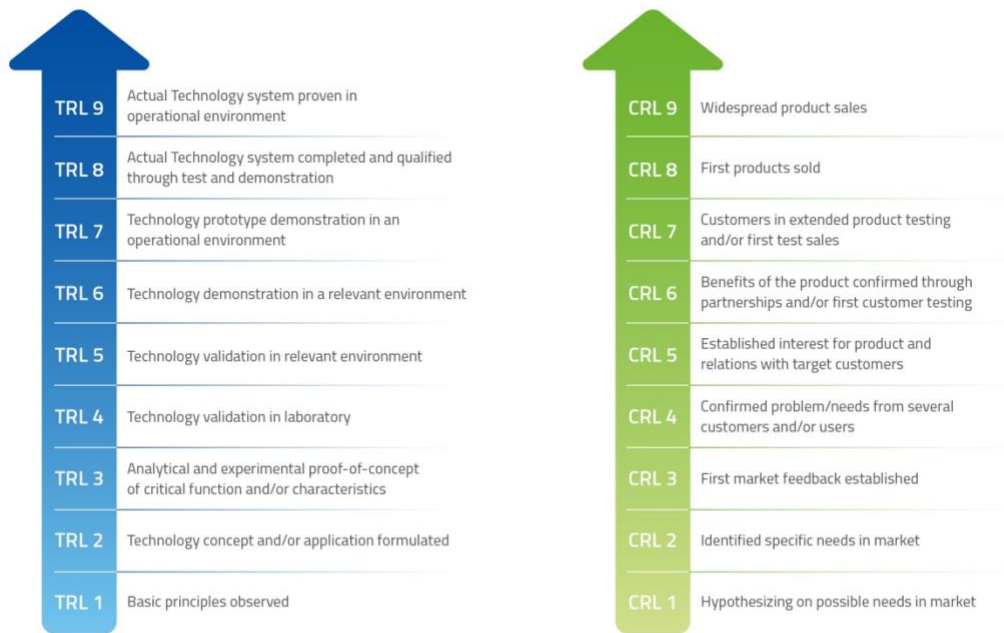 TRL 9
Actual Technology system proven in
operational environment
TRL 8
Actual Technology system completed and qualified
through test and demonstration
TRL 7
Technology prototype demonstration in an
operational environment
TRL 6
Technology demonstration in a relevant environment
TRL 5
Technology validation in relevant environment
TRL 4
Technology validation in laboratory
TRL 3
Analytical and experimental proof-of-concept
of critical function and/or characteristics
TRL 2
Technology concept and/or application formulated
TRL 1
Basic principles observed
CRL 9
Widespread product sales
CRL 8
First products sold
CRL 7
Customers in extended product testing
and/or first test sales
CRL 6
Benefits of the product confirmed through
partnerships and/or first customer testing
CRL 5
Established interest for product and
relations with target customers
CRL 4
Confirmed problem/needs from several
customers and/or users
CRL 3
First market feedback established
CRL 2
Identified specific needs in market
CRL 1
Hypothesizing on possible needs in market